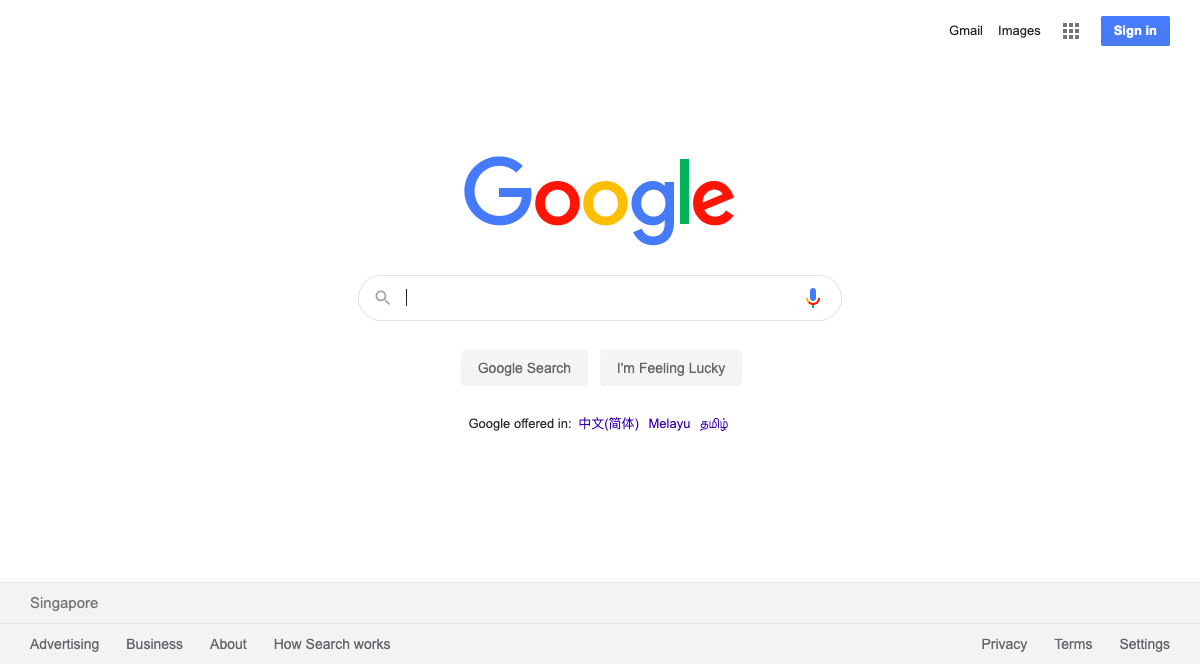 Gmail Images Sign in
Google
Google Search I'm Feeling Lucky
Google offered in: 中文(简体) Melayu தமிழ்
Singapore
Advertising Business About How Search works Privacy Terms Settings